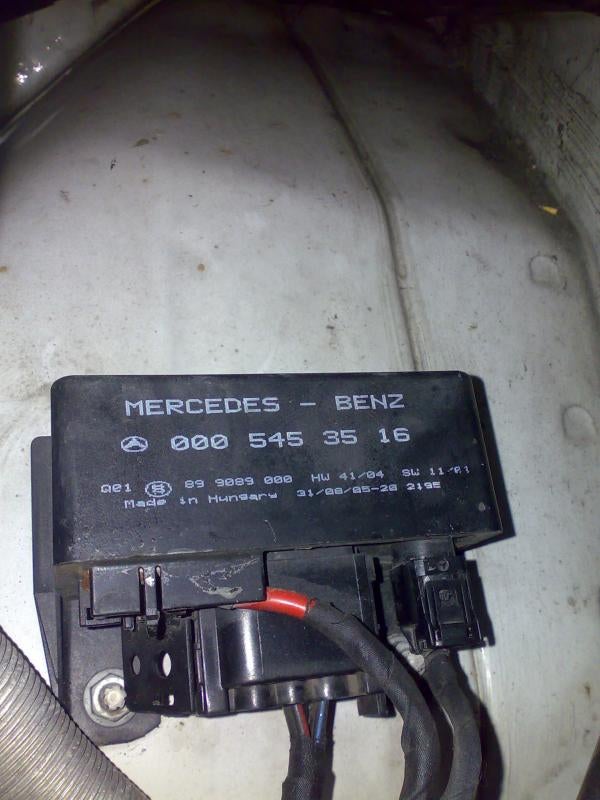 MERCEDES - BENZ
000 545 35 16
Q01 89 9089 000 HW 41/04 SW 11/01
Made in Hungary 31/08/05-20 2195